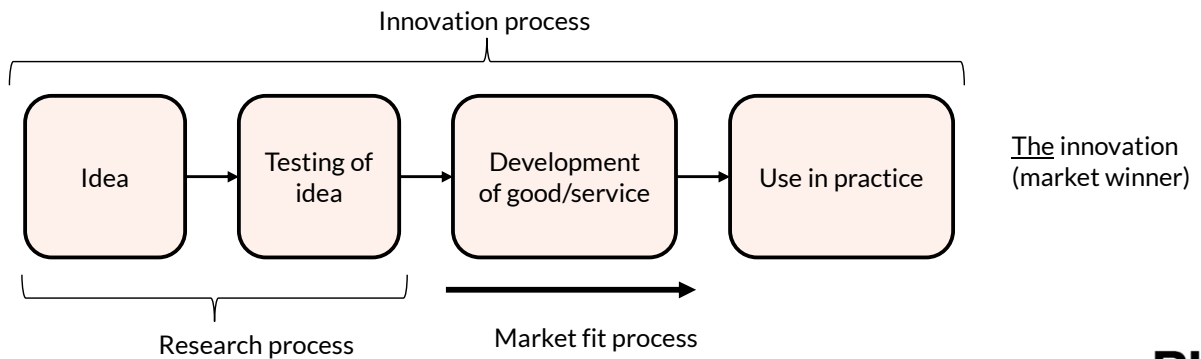 Innovation process
Idea
Testing of
idea
Development
of good/service
Use in practice
The innovation
(market winner)
Research process
Market fit process